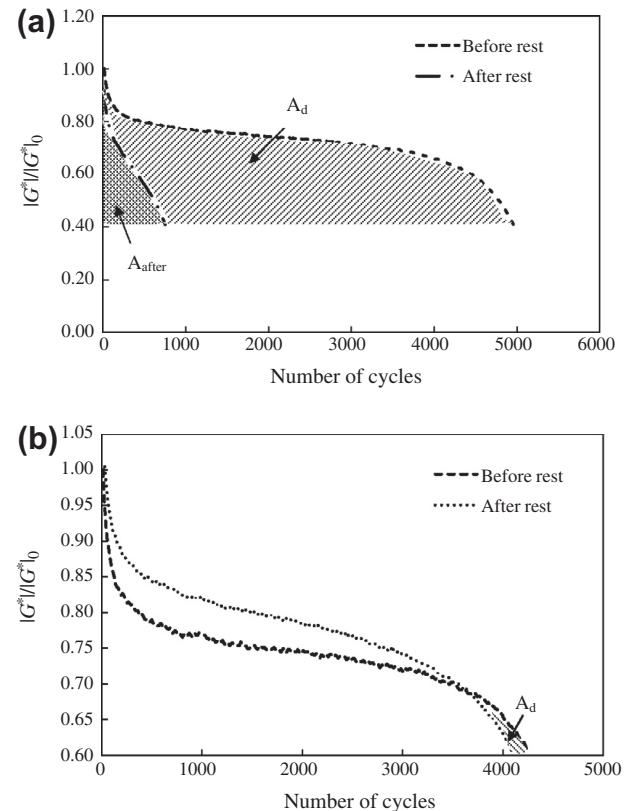 (a)
1.20
1.00
0.80
0.60
0.40
0.20
0.00
|G*|/|G*|0
Before rest
After rest
Ad
Aafter
0 1000 2000 3000 4000 5000 6000
Number of cycles
(b)
1.05
1.00
0.95
0.90
0.85
0.80
0.75
0.70
0.65
0.60
|G*|/|G*|0
Before rest
After rest
Ad
0 1000 2000 3000 4000 5000
Number of cycles